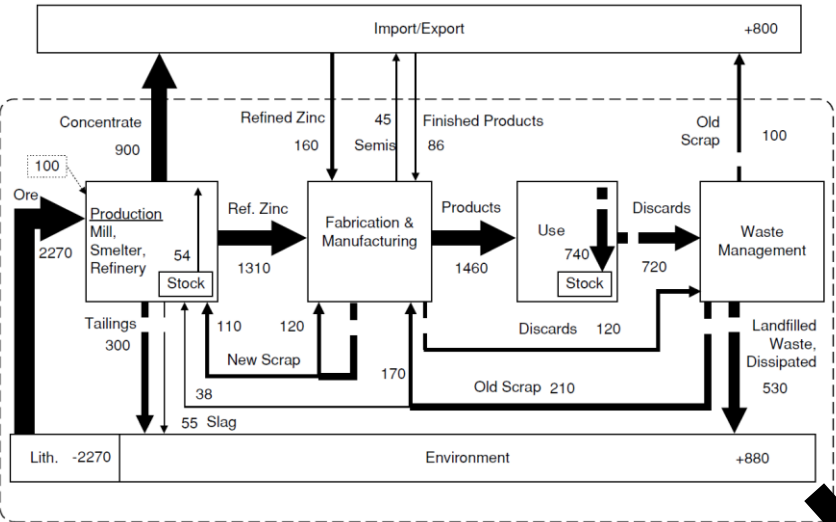 Import/Export +800
Concentrate
900
Refined Zinc
160
45
Semis
Finished Products
86
Old
Scrap
100
100
Ore
2270
Production
Mill,
Smelter,
Refinery
54
Stock
Ref. Zinc
1310
Fabrication &
Manufacturing
Products
1460
Use
740
Stock
Discards
720
Waste
Management
Tailings
300
110
120
New Scrap
38
55 Slag
170
Discards 120
Old Scrap 210
Landfilled
Waste,
Dissipated
530
Lith. -2270
Environment +880